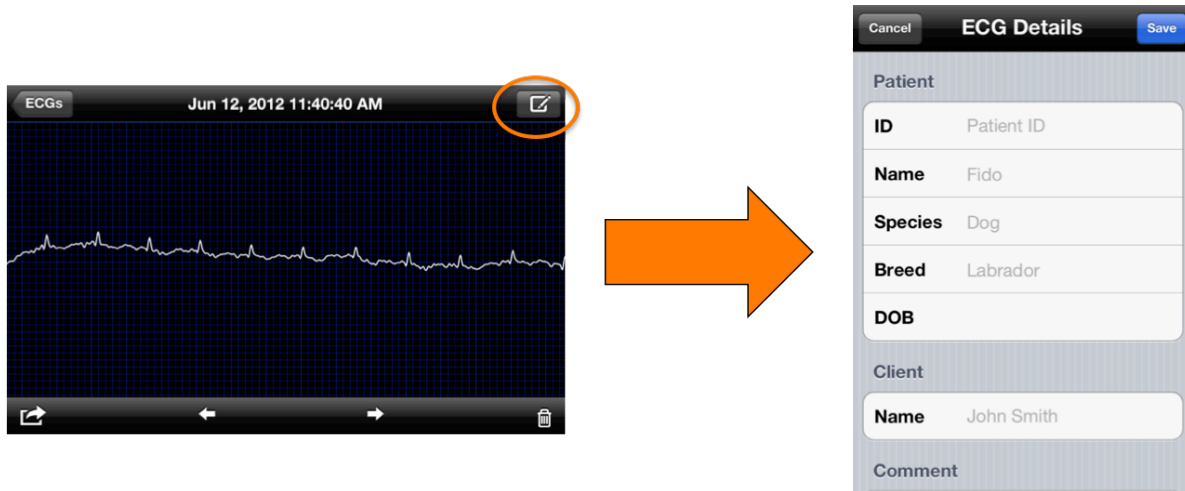 ECGs
Jun 12, 2012 11:40:40 AM
Cancel
ECG Details
Save
Patient
ID Patient ID
Name Fido
Species Dog
Breed Labrador
DOB
Client
Name John Smith
Comment